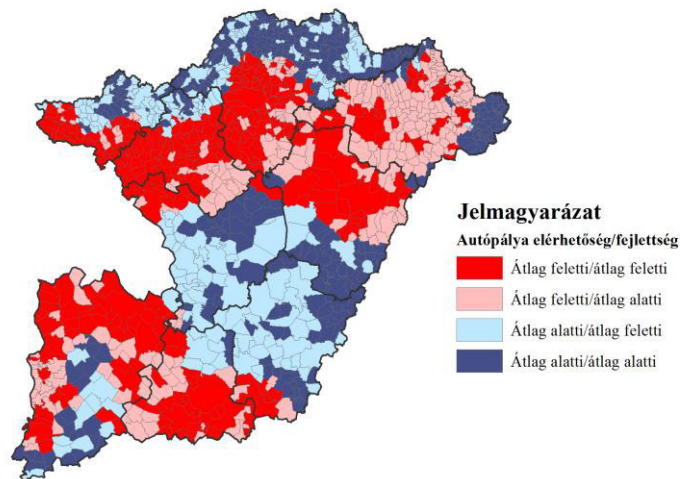 Jelmagyarázat
Autópálya elérhetőség/fejlettség
Átlag feletti/átlag feletti
Átlag feletti/átlag alatti
Átlag alatti/átlag feletti
Átlag alatti/átlag alatti